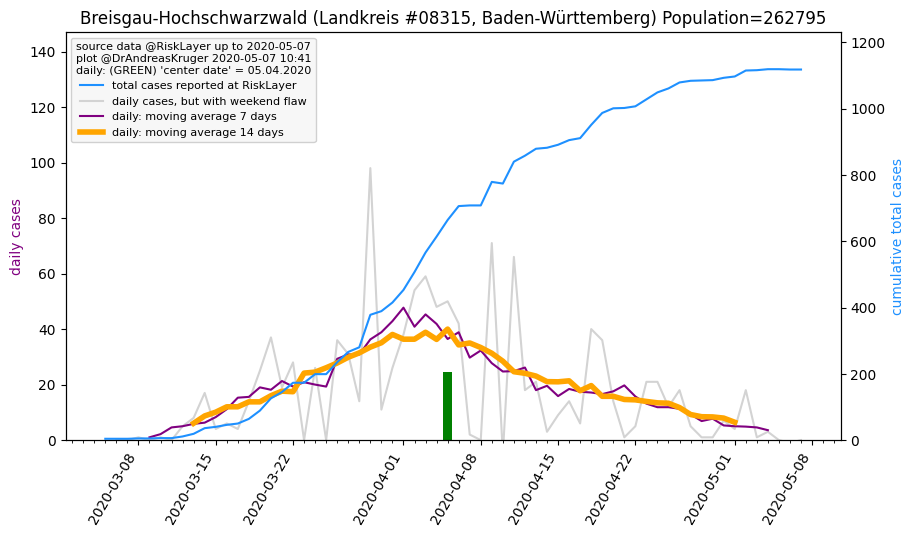 Breisgau-Hochschwarzwald (Landkreis #08315, Baden-Württemberg) Population=262795
source data @RiskLayer up to 2020-05-07
plot @DrAndreasKruger 2020-05-07 10:41
daily: (GREEN) 'center date' = 05.04.2020
total cases reported at RiskLayer
daily cases, but with weekend flaw
daily: moving average 7 days
daily: moving average 14 days
daily cases
140
120
100
80
60
40
20
0
cumulative total cases
1200
1000
800
600
400
200
0
2020-03-08
2020-03-15
2020-03-22
2020-04-01
2020-04-08
2020-04-15
2020-04-22
2020-05-01
2020-05-08